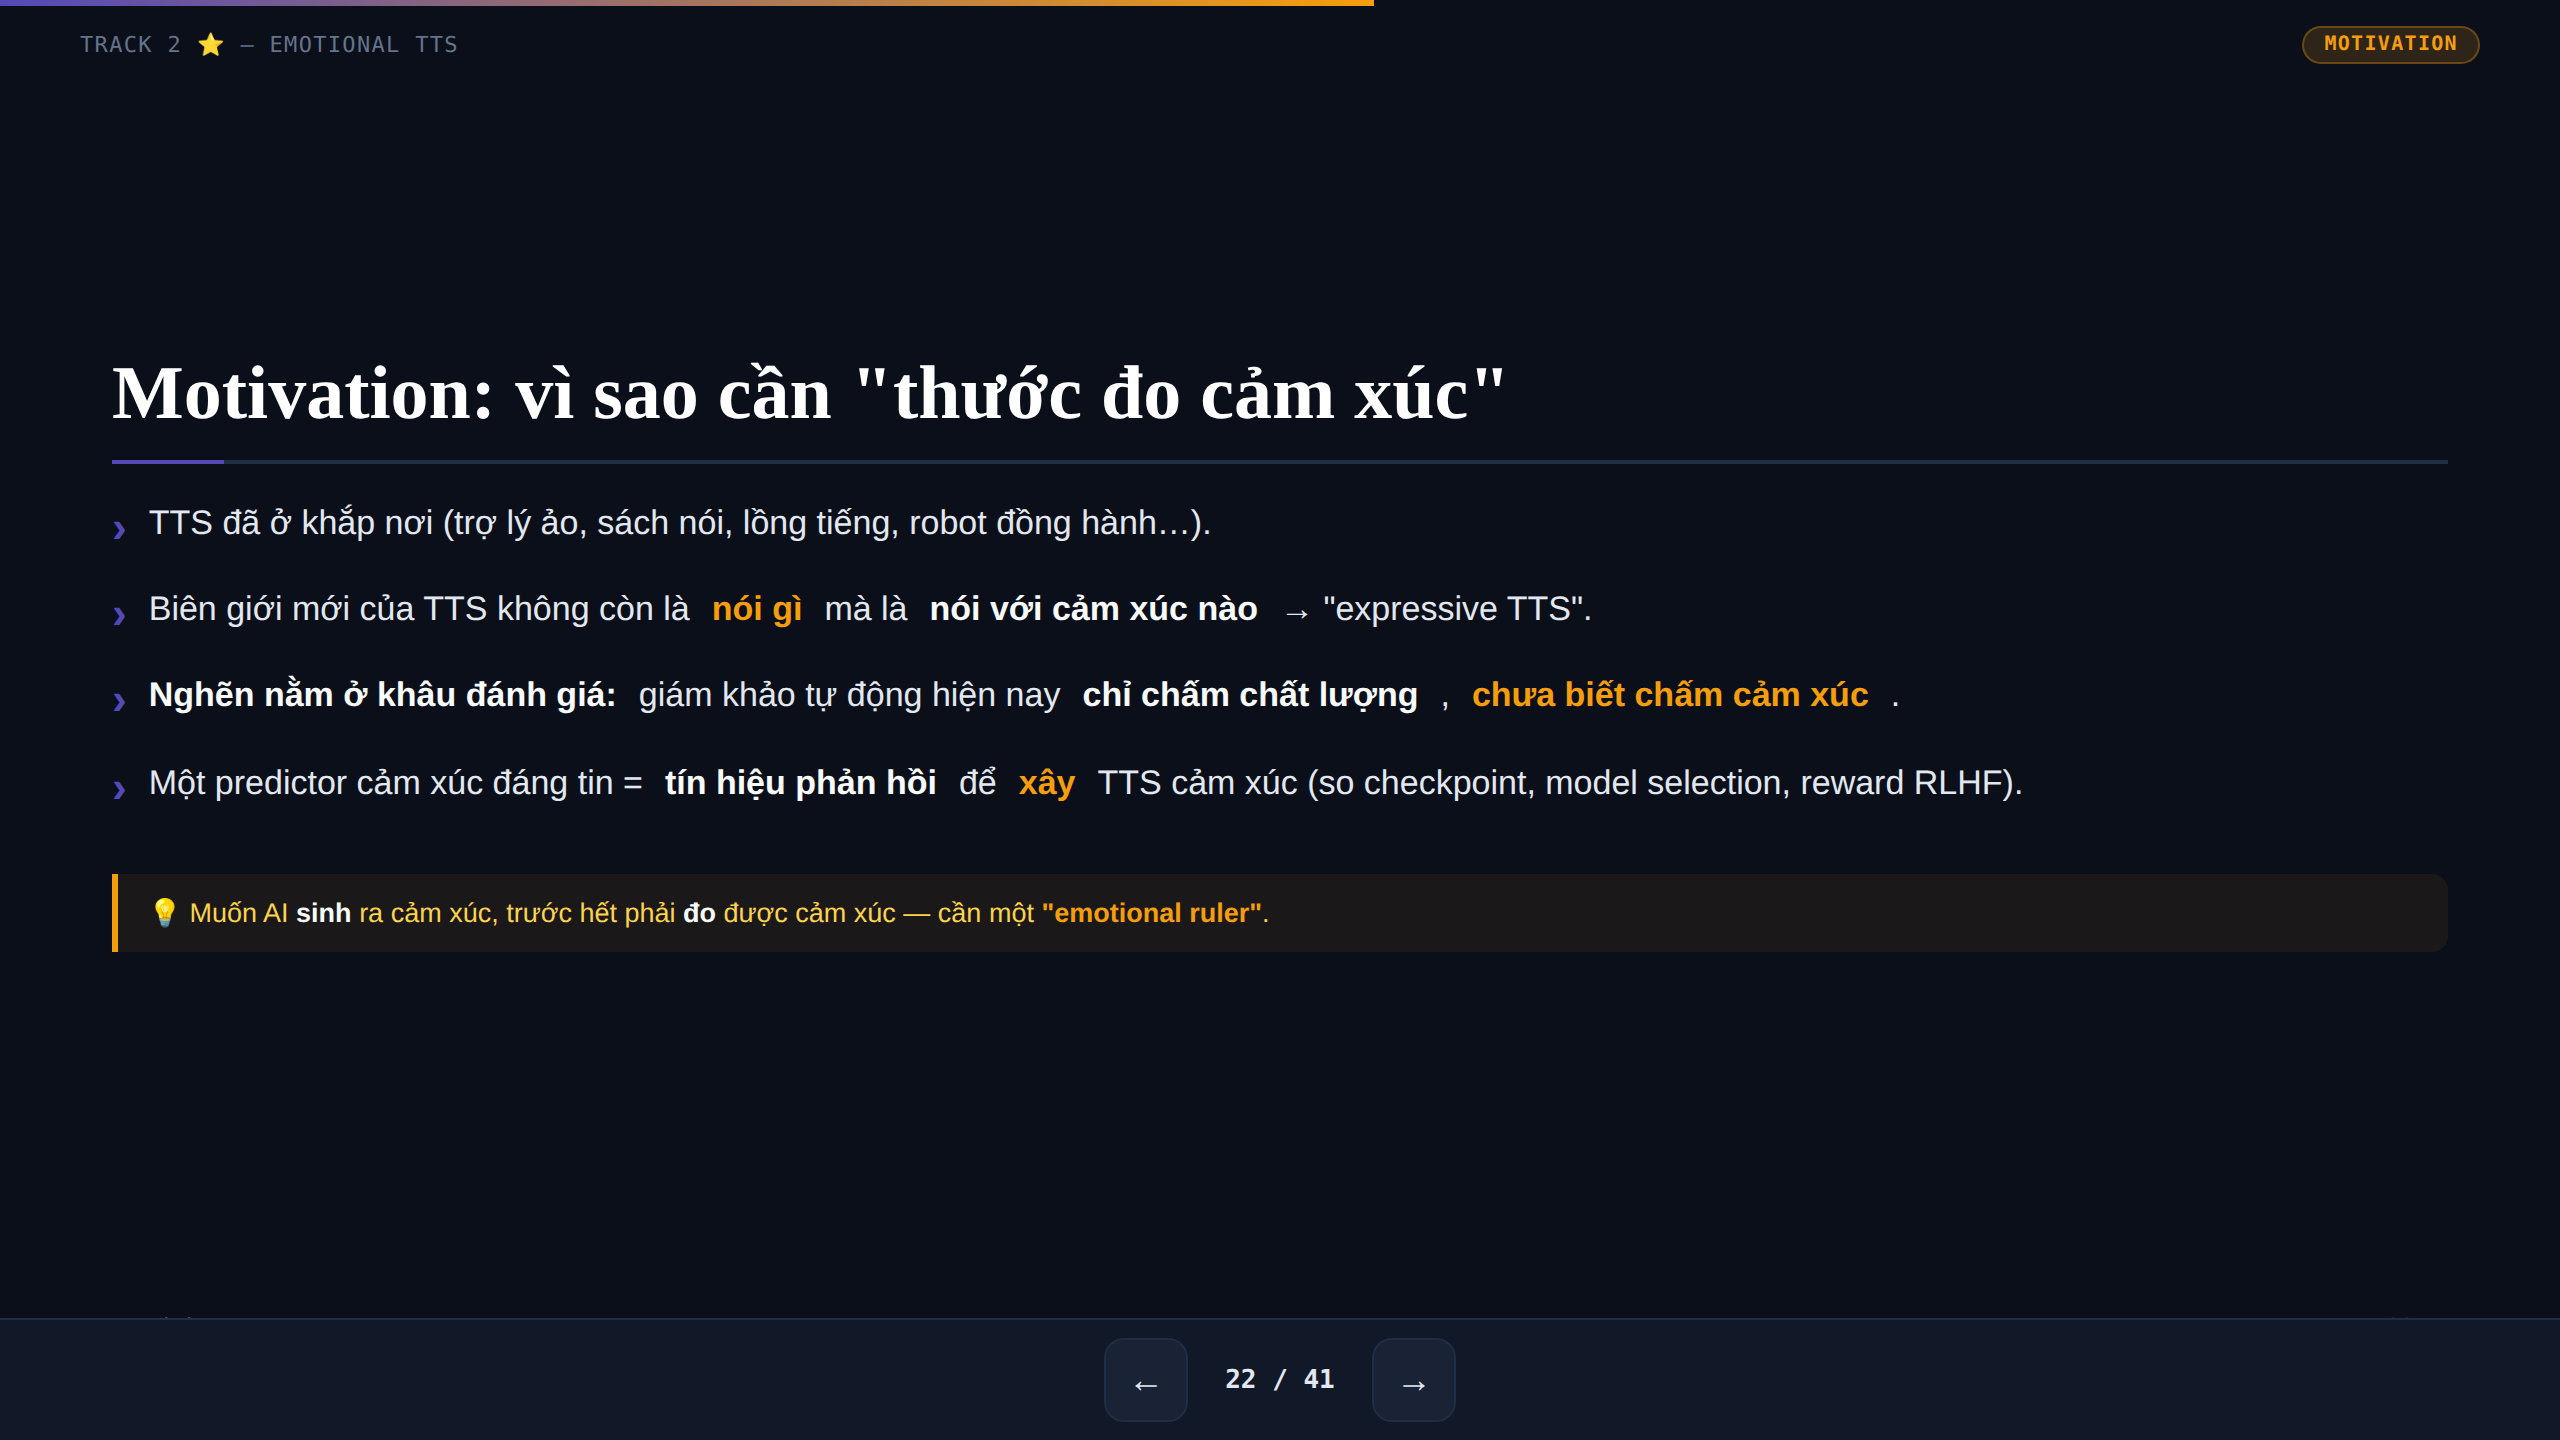 TRACK 2 ⭐ — EMOTIONAL TTS
MOTIVATION
Motivation: vì sao cần "thước đo cảm xúc"
› TTS đã ở khắp nơi (trợ lý ảo, sách nói, lồng tiếng, robot đồng hành…).
› Biên giới mới của TTS không còn là nói gì mà là nói với cảm xúc nào → "expressive TTS".
› Nghẽn nằm ở khâu đánh giá: giám khảo tự động hiện nay chỉ chấm chất lượng , chưa biết chấm cảm xúc .
› Một predictor cảm xúc đáng tin = tín hiệu phản hồi để xây TTS cảm xúc (so checkpoint, model selection, reward RLHF).
💡 Muốn AI sinh ra cảm xúc, trước hết phải đo được cảm xúc — cần một "emotional ruler".
← 22 / 41 →